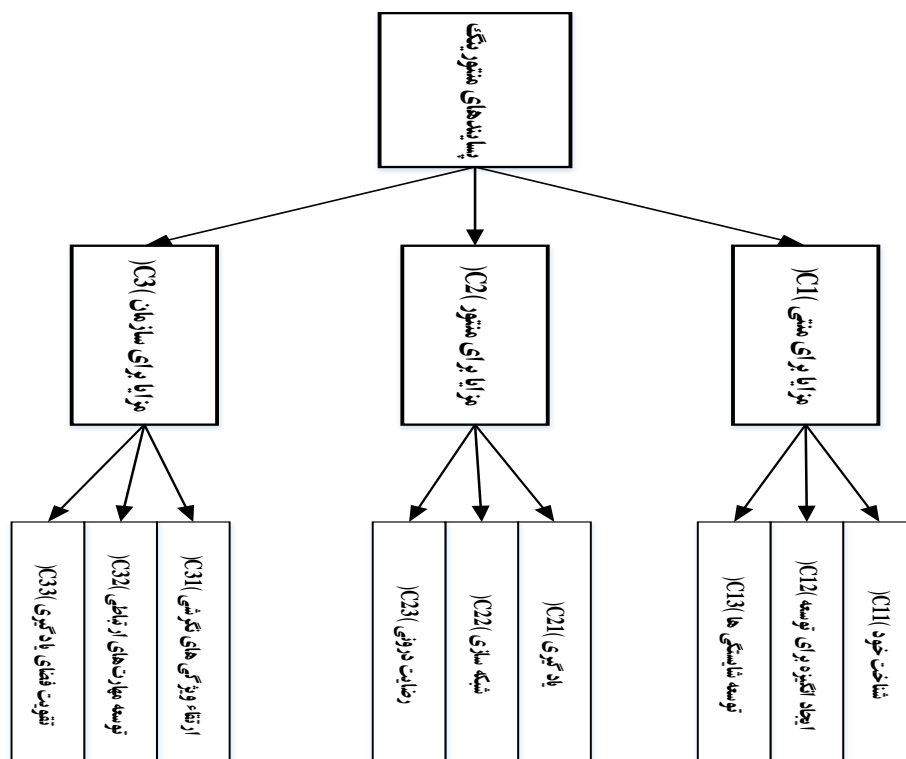 پسایندهای منتورینگ
مزایا برای منتی )C1(
مزایا برای منتور )C2(
مزایا برای سازمان )C3(
شناخت خود )C11(
ایجاد انگیزه برای توسعه )C12(
توسعه شایستگی ها )C13(
یادگیری )C21(
شبکه سازی )C22(
رضایت درونی )C23(
ارتقاء ویژگی های نگرشی )C31(
توسعه مهارت‌های ارتباطی )C32(
تقویت فضای یادگیری )C33(